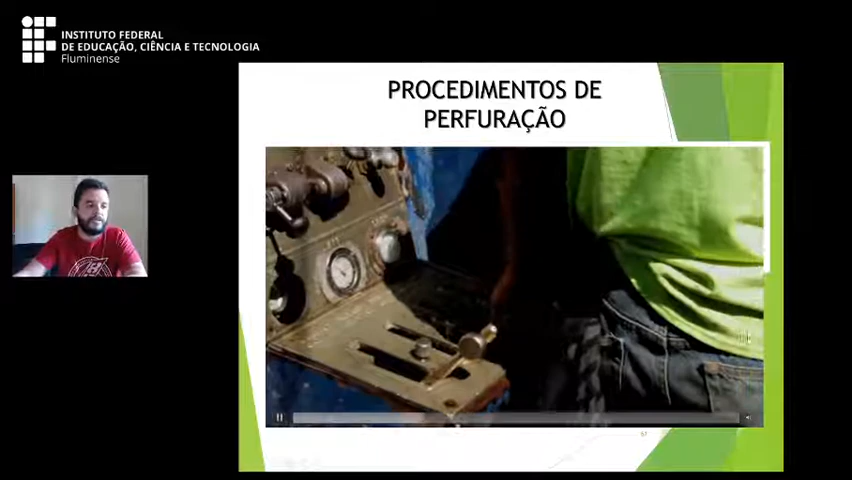 INSTITUTO FEDERAL
DE EDUCAÇÃO, CIÊNCIA E TECNOLOGIA
Fluminense
PROCEDIMENTOS DE
PERFURAÇÃO